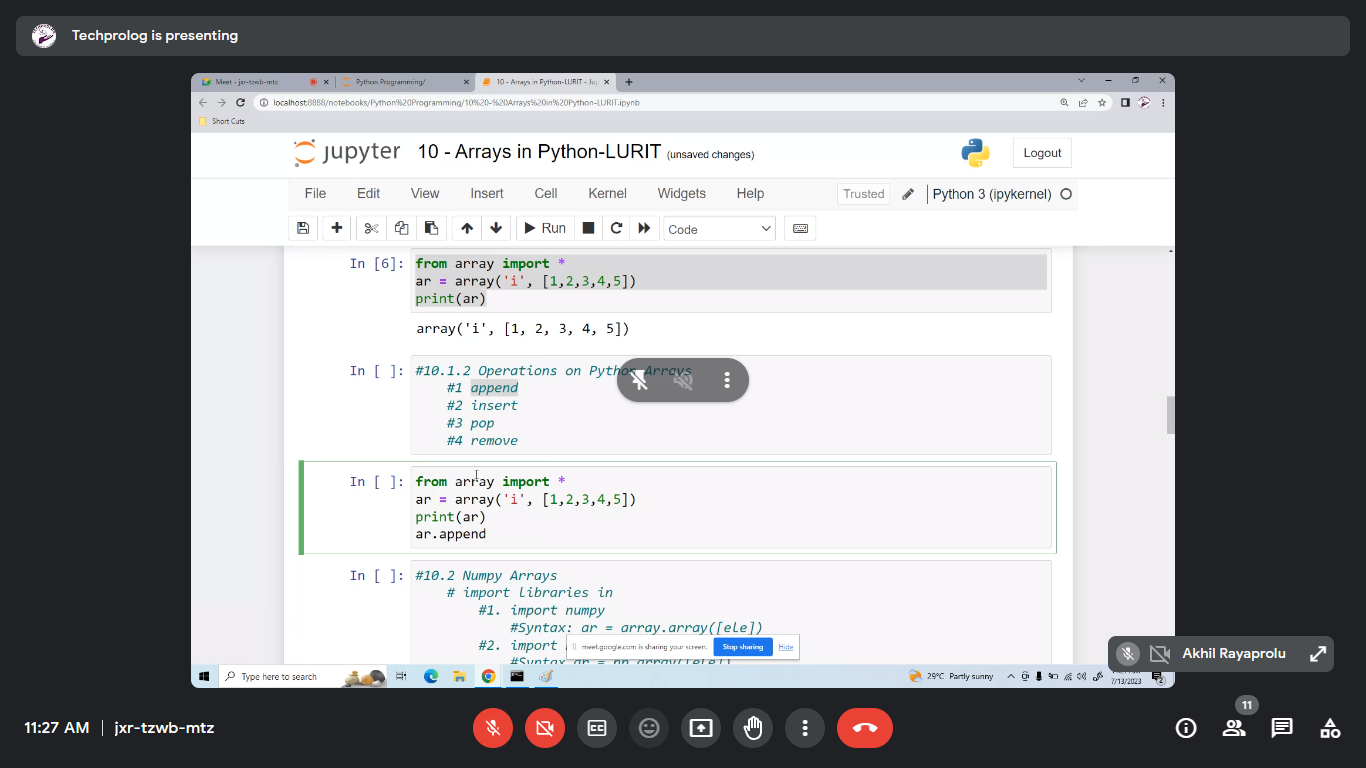 Techprolog is presenting
Meet - jxr-tzwb-mtz
Python Programming/
10 - Arrays in Python-LURIT - Ju
localhost:8888/notebooks/Python%20Programming/10%20-%20Arrays%20in%20Python-LURIT.ipynb
Short Cuts
jupyter 10 - Arrays in Python-LURIT (unsaved changes)
Logout
File Edit View Insert Cell Kernel Widgets Help
Trusted Python 3 (ipykernel)
Run Code
In [6]: from array import *
ar = array('i', [1,2,3,4,5])
print(ar)
array('i', [1, 2, 3, 4, 5])
In [ ]: #10.1.2 Operations on Python Arrays
#1 append
#2 insert
#3 pop
#4 remove
In [ ]: from array import *
ar = array('i', [1,2,3,4,5])
print(ar)
ar.append
In [ ]: #10.2 Numpy Arrays
# import libraries in
#1. import numpy
#Syntax: ar = array.array([ele])
#2. import
#Syntax ar = np.array([ele])
meet.google.com is sharing your screen. Stop sharing Hide
Akhil Rayaprolu
Type here to search
29°C Partly sunny
7/13/2023
2
11:27 AM | jxr-tzwb-mtz
CC
11